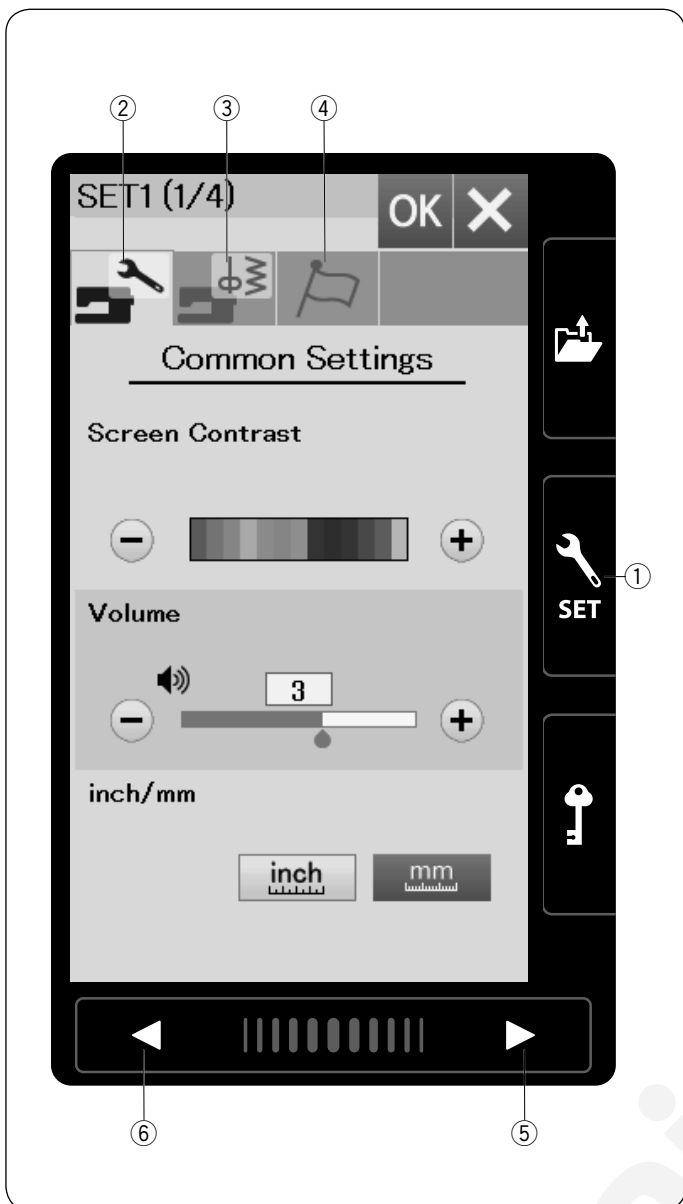 ② ③ ④
SET1 (1/4)
OK
Common Settings
Screen Contrast
①
SET
Volume
3
inch/mm
inch
mm
⑥ ⑤